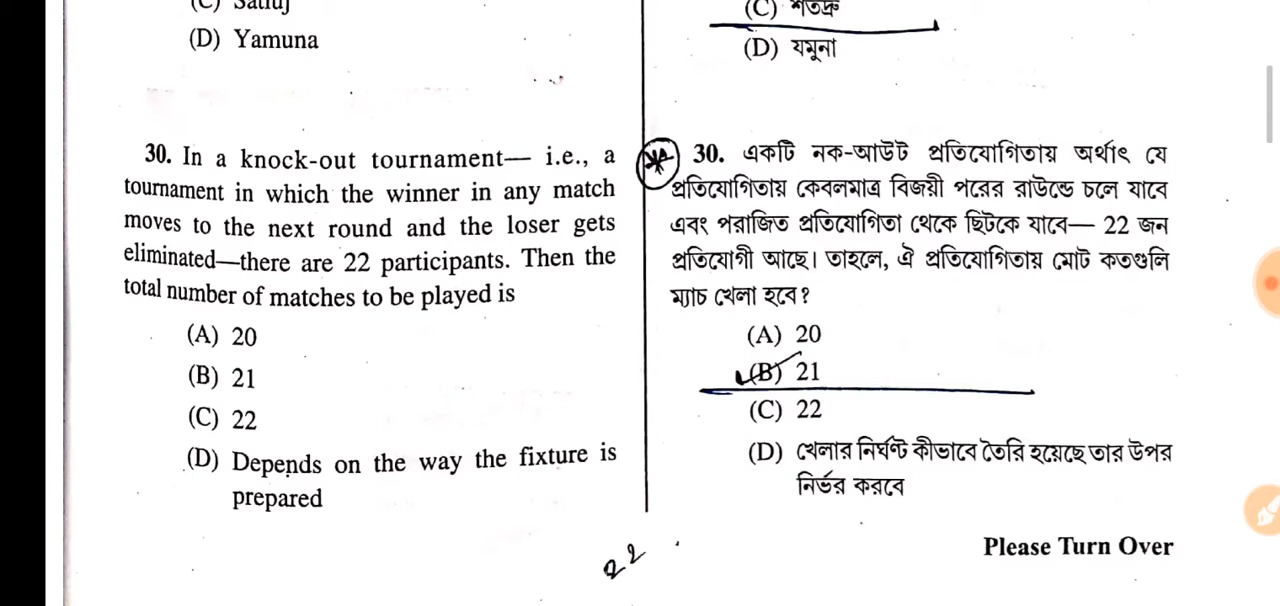 (C) Satluj
(D) Yamuna
30. In a knock-out tournament— i.e., a
tournament in which the winner in any match
moves to the next round and the loser gets
eliminated—there are 22 participants. Then the
total number of matches to be played is
(A) 20
(B) 21
(C) 22
(D) Depends on the way the fixture is
prepared
(C) শতদ্রু
(D) যমুনা
30. একটি নক-আউট প্রতিযোগিতায় অর্থাৎ যে
প্রতিযোগিতায় কেবলমাত্র বিজয়ী পরের রাউন্ডে চলে যাবে
এবং পরাজিত প্রতিযোগিতা থেকে ছিটকে যাবে— 22 জন
প্রতিযোগী আছে। তাহলে, ঐ প্রতিযোগিতায় মোট কতগুলি
ম্যাচ খেলা হবে?
(A) 20
(B) 21
(C) 22
(D) খেলার নির্ঘণ্ট কীভাবে তৈরি হয়েছে তার উপর
নির্ভর করবে
22
Please Turn Over